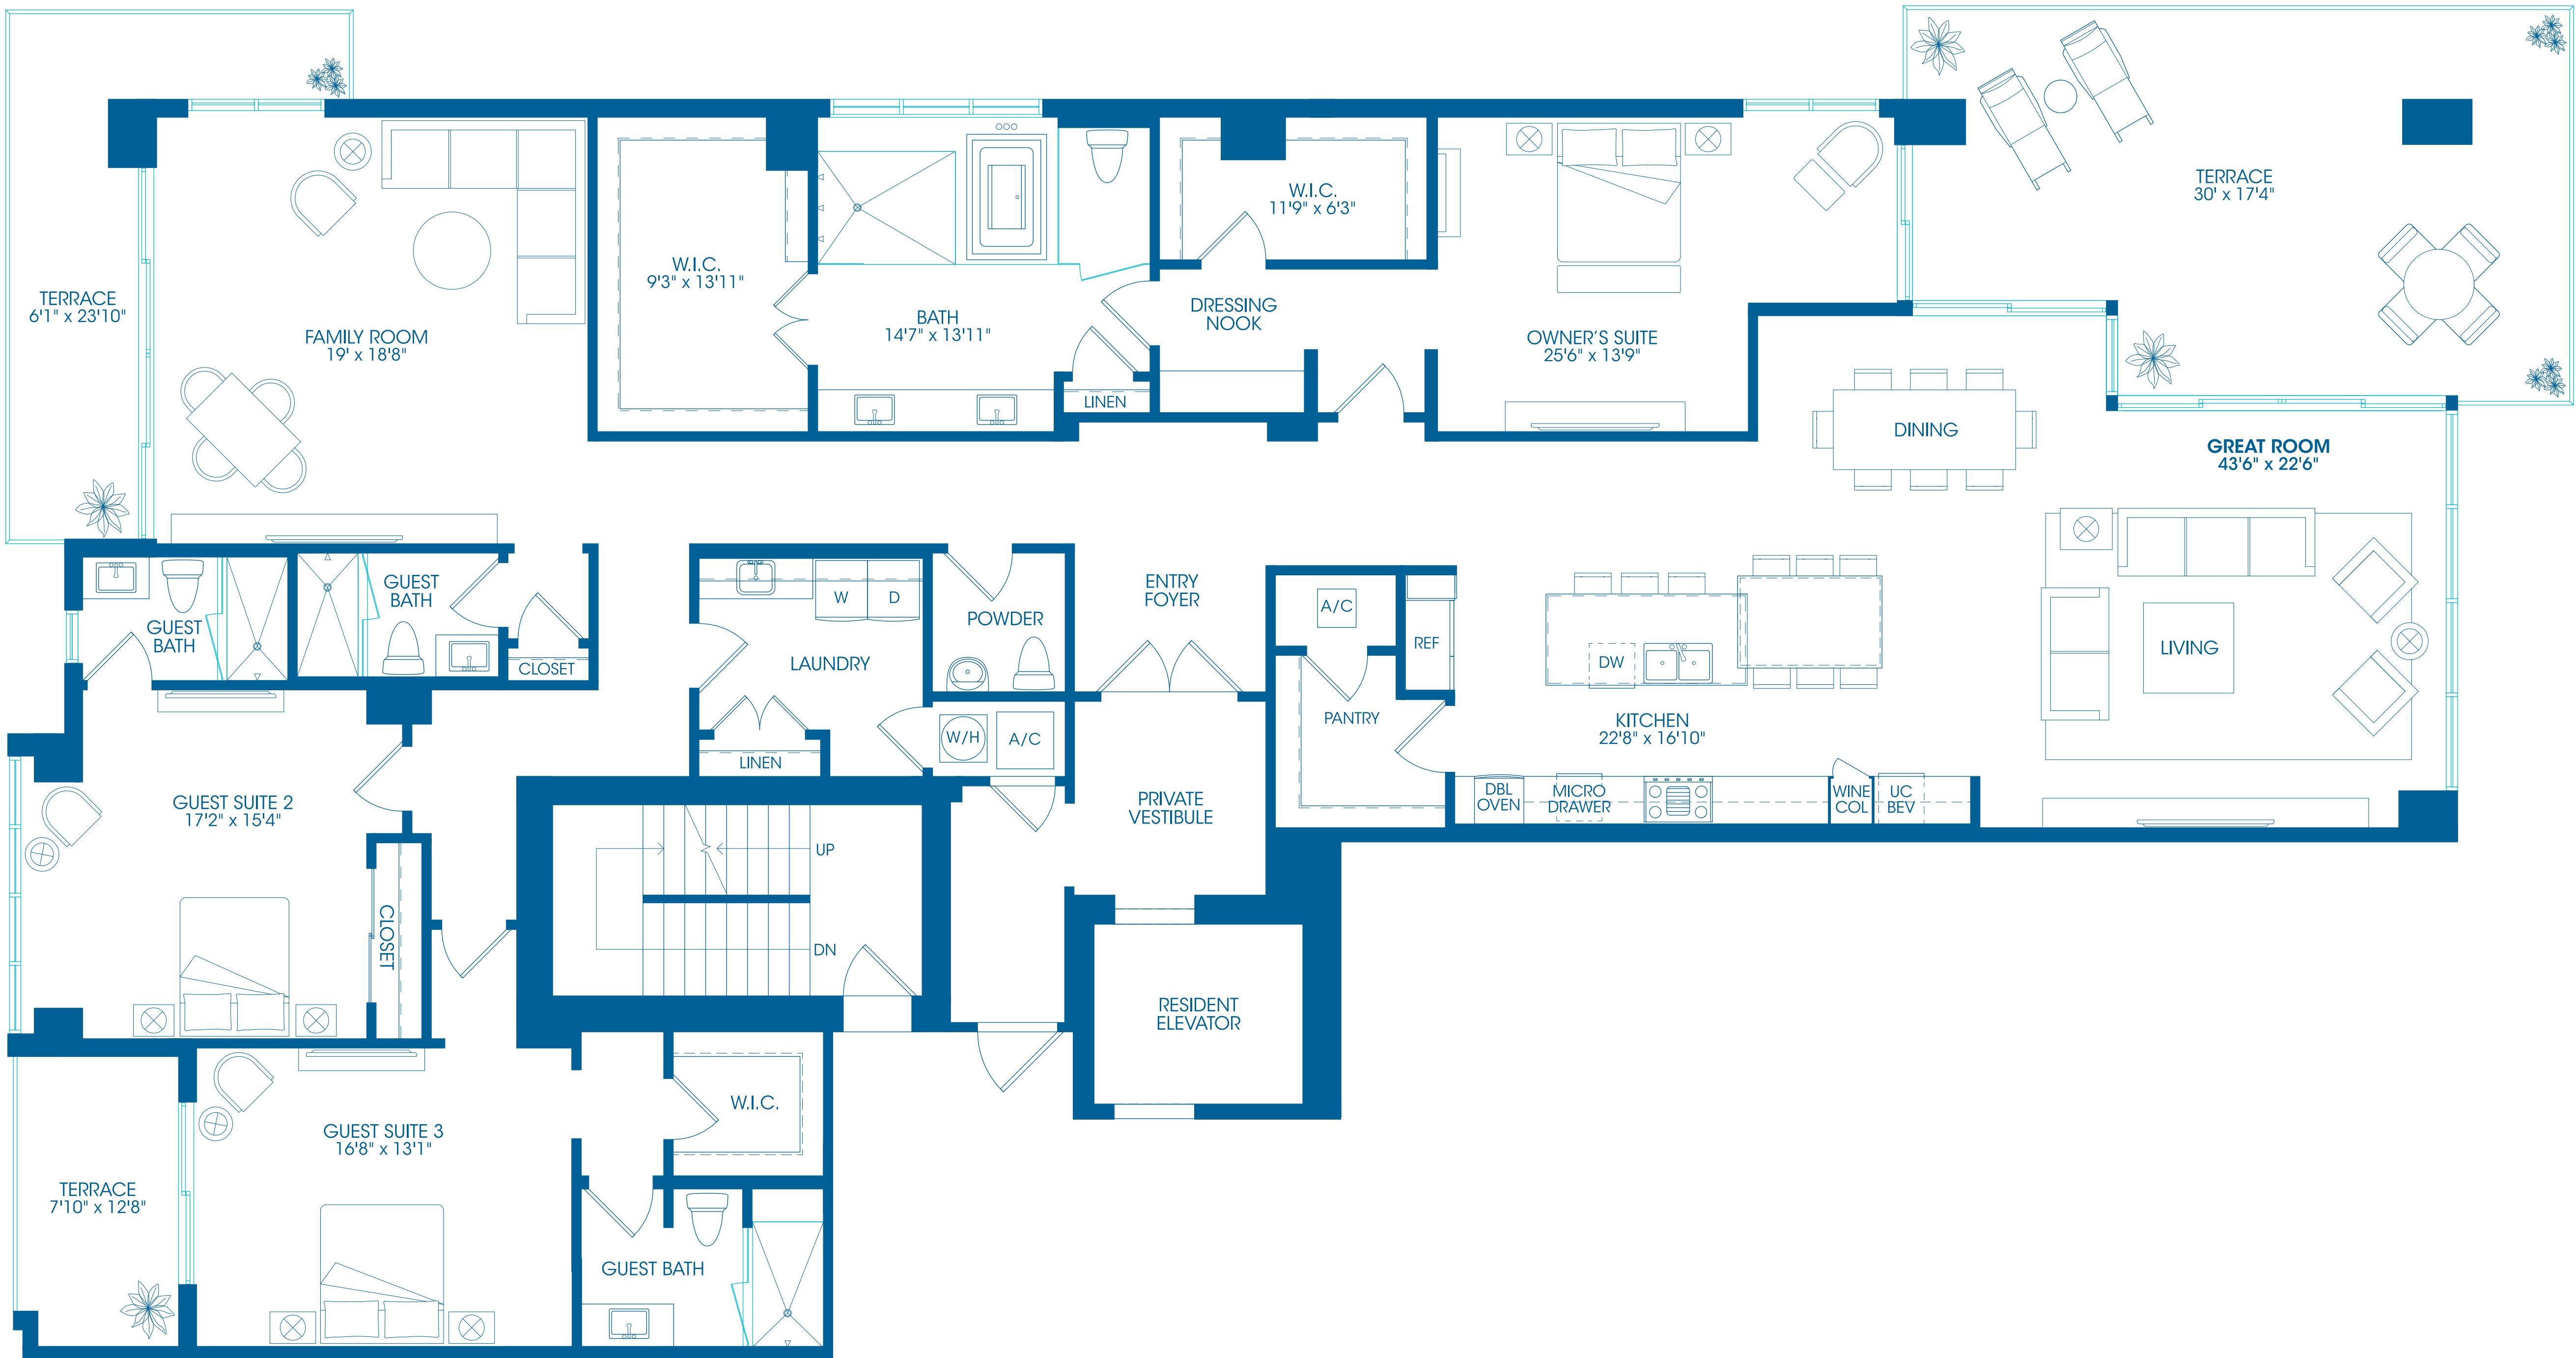 TERRACE
6'1" x 23'10"
FAMILY ROOM
19' x 18'8"
W.I.C.
9'3" x 13'11"
BATH
14'7" x 13'11"
LINEN
W.I.C.
11'9" x 6'3"
DRESSING
NOOK
OWNER'S SUITE
25'6" x 13'9"
TERRACE
30' x 17'4"
DINING
GREAT ROOM
43'6" x 22'6"
GUEST
BATH
GUEST
BATH
CLOSET
W
D
LAUNDRY
LINEN
POWDER
W/H
A/C
ENTRY
FOYER
A/C
REF
PANTRY
DW
KITCHEN
22'8" x 16'10"
LIVING
DBL
OVEN
MICRO
DRAWER
WINE
COL
UC
BEV
GUEST SUITE 2
17'2" x 15'4"
CLOSET
UP
DN
PRIVATE
VESTIBULE
RESIDENT
ELEVATOR
GUEST SUITE 3
16'8" x 13'1"
W.I.C.
TERRACE
7'10" x 12'8"
GUEST BATH